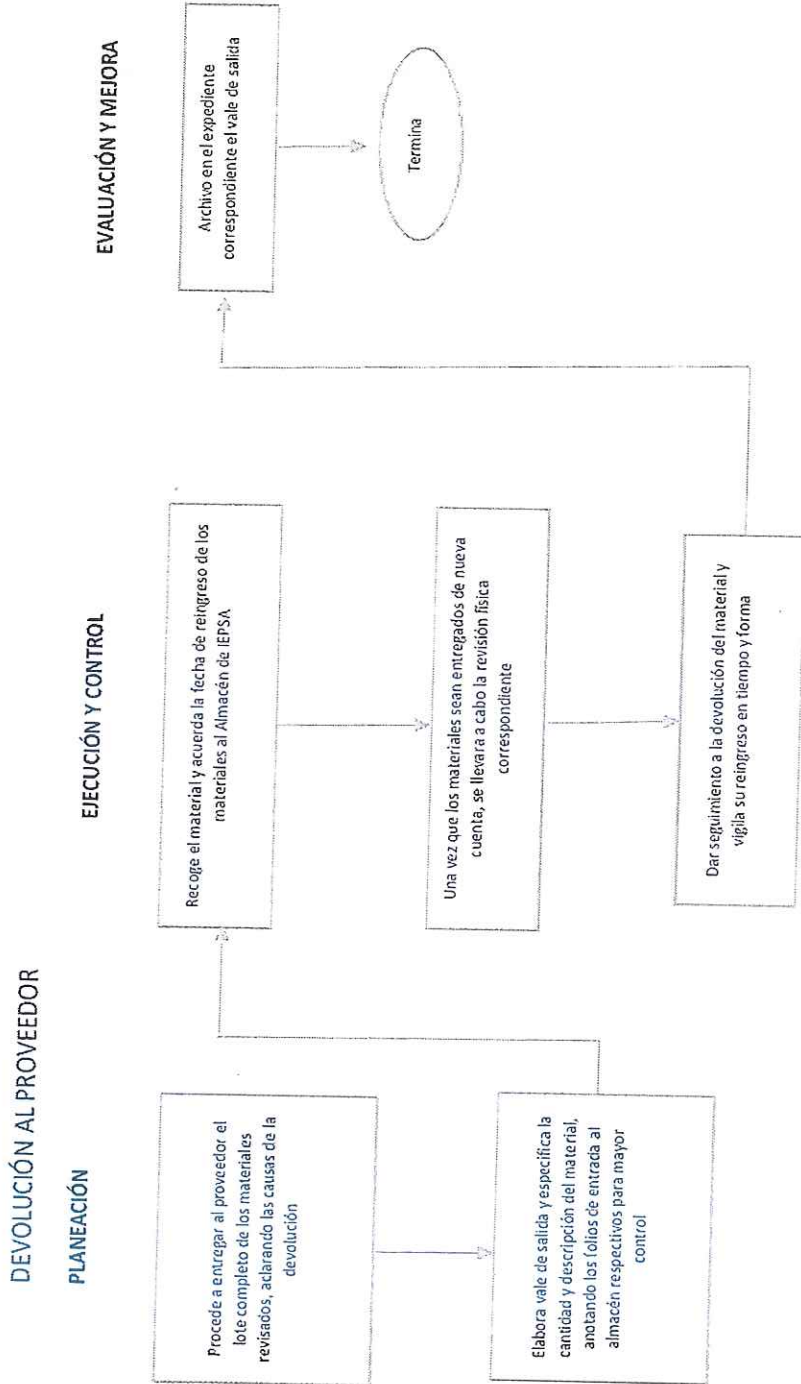 DEVOLUCIÓN AL PROVEEDOR
PLANEACIÓN
Procede a entregar al proveedor el
lote completo de los materiales
revisados, aclarando las causas de la
devolución
Elabora vale de salida y especifica la
cantidad y descripción del material,
anotando los folios de entrada al
almacén respectivos para mayor
control
EJECUCIÓN Y CONTROL
Recoge el material y acuerda la fecha de reingreso de los
materiales al Almacén de IEPSA
Una vez que los materiales sean entregados de nueva
cuenta, se llevara a cabo la revisión física
correspondiente
Dar seguimiento a la devolución del material y
vigila su reingreso en tiempo y forma
EVALUACIÓN Y MEJORA
Archivo en el expediente
correspondiente el vale de salida
Termina